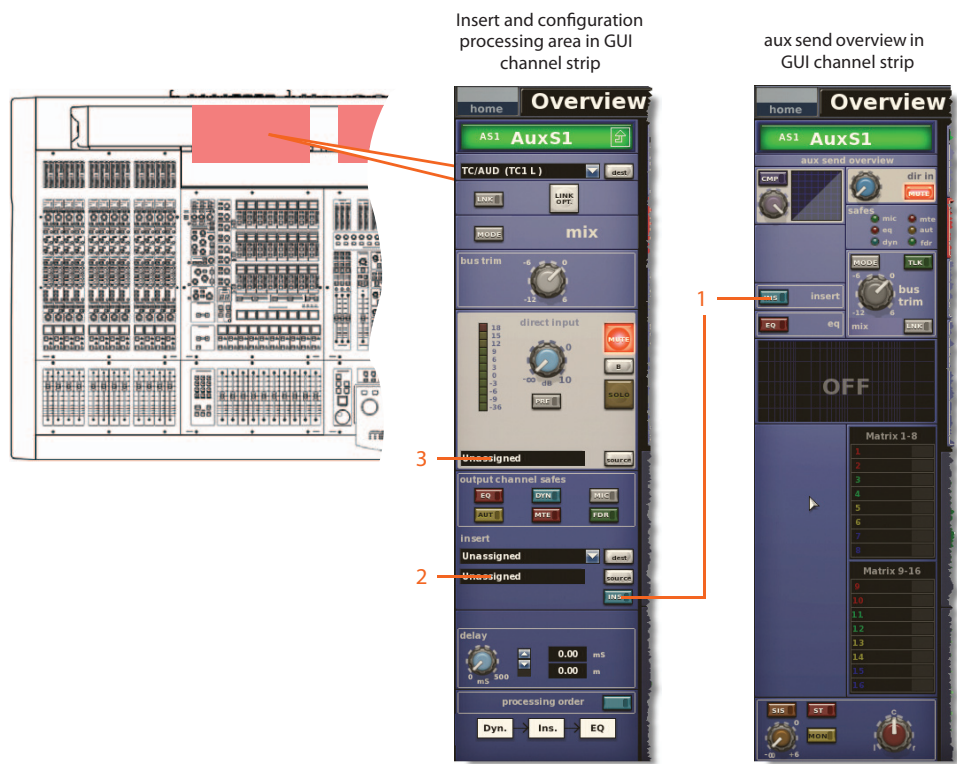 Insert and configuration
processing area in GUI
channel strip
aux send overview in
GUI channel strip
home Overview
AS1 AuxS1
TC/AUD (TC1 L) dest
LNK LINK OPT.
MODE mix
bus trim
-6 0
-12 6
direct input
18
15
12
9
6
3
0
-3
-6
-9
-36
MUTE
0
-∞ dB 10
B
SOLO
PRE
3
Unassigned source
output channel safes
EQ DYN MIC
AUT MTE FDR
insert
Unassigned dest
2
Unassigned source
INS
delay
0 mS 500
0.00 mS
0.00 m
processing order
Dyn. Ins. EQ
1
home Overview
AS1 AuxS1
aux send overview
CMP
dir in
MUTE
safes
mic mte
eq aut
dyn fdr
MODE TLK
-6 0
bus
trim
-12 6
mix LNK
INS insert
EQ eq
OFF
Matrix 1-8
1
2
3
4
5
6
7
8
Matrix 9-16
9
10
11
12
13
14
15
16
SIS ST
MON
0
-∞ +6
C
l r